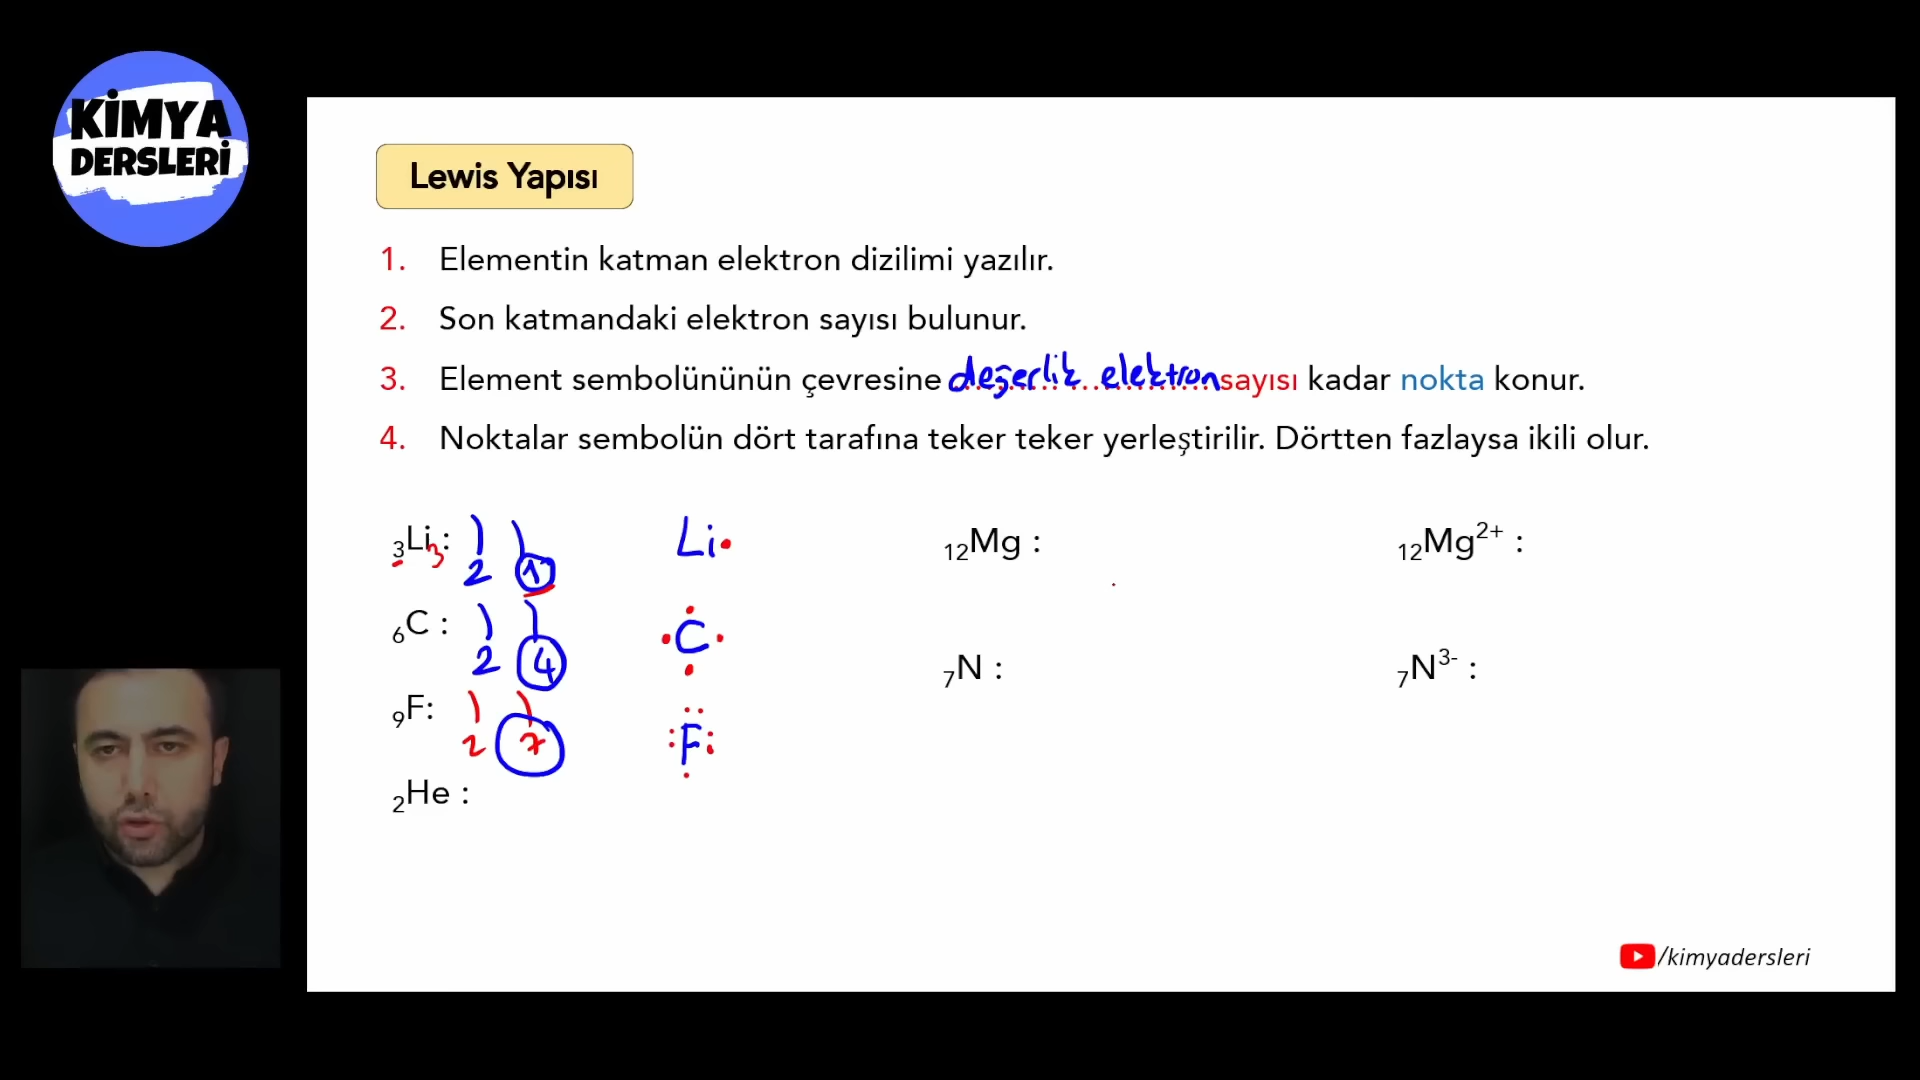 KİMYA
DERSLERİ
Lewis Yapısı
1. Elementin katman elektron dizilimi yazılır.
2. Son katmandaki elektron sayısı bulunur.
3. Element sembolününün çevresine değerlik elektron sayısı kadar nokta konur.
4. Noktalar sembolün dört tarafına teker teker yerleştirilir. Dörtten fazlaysa ikili olur.
₃Li : 3 ) ) Li·
2 1
₁₂Mg :
₁₂Mg²⁺ :
₆C : ) ) C
2 4
₇N :
₇N³⁻ :
₉F: ) ) F
2 7
₂He :
/kimyadersleri